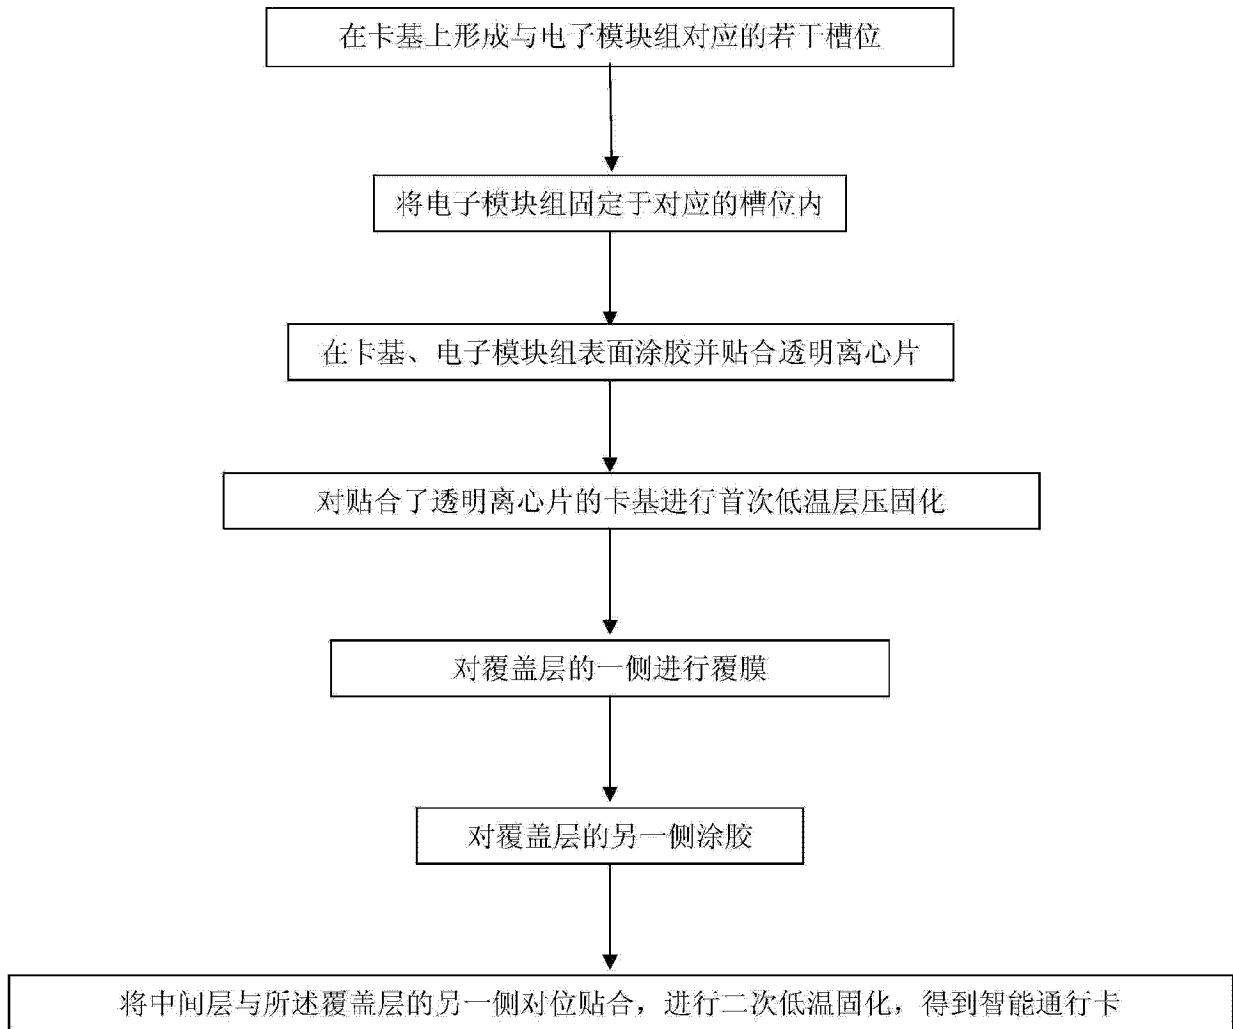 在卡基上形成与电子模块组对应的若干槽位
将电子模块组固定于对应的槽位内
在卡基、电子模块组表面涂胶并贴合透明离心片
对贴合了透明离心片的卡基进行首次低温层压固化
对覆盖层的一侧进行覆膜
对覆盖层的另一侧涂胶
将中间层与所述覆盖层的另一侧对位贴合，进行二次低温固化，得到智能通行卡